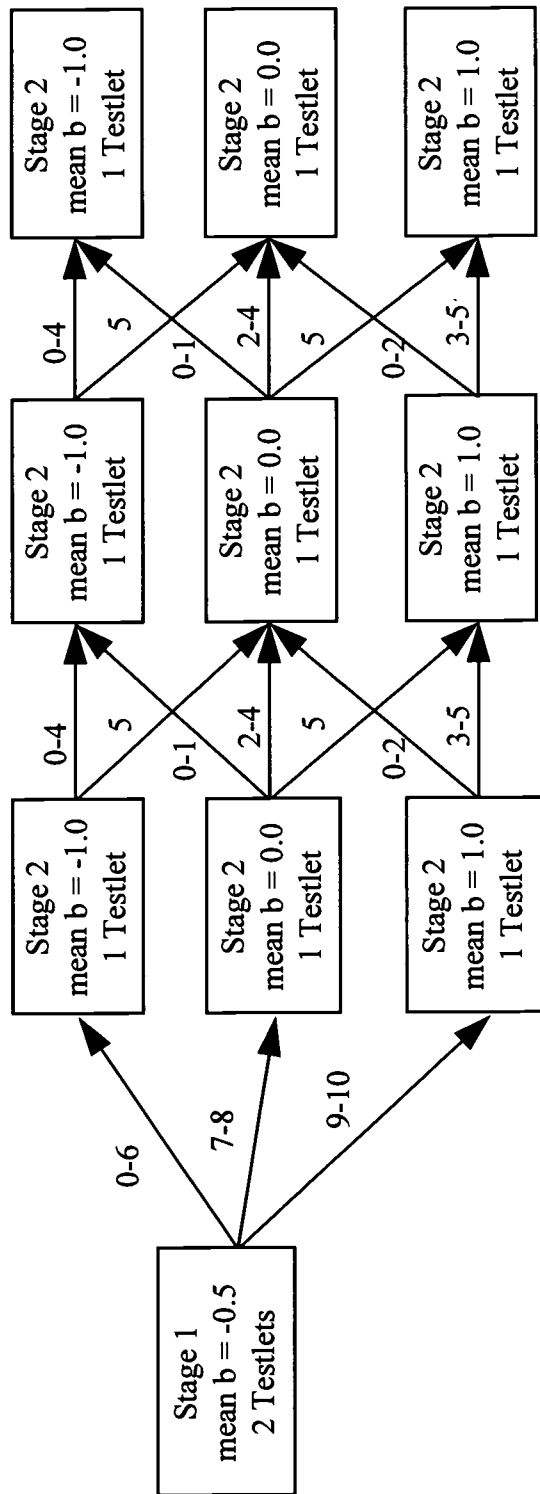 Stage 1
mean b = -0.5
2 Testlets
0-6
7-8
9-10
Stage 2
mean b = -1.0
1 Testlet
Stage 2
mean b = 0.0
1 Testlet
Stage 2
mean b = 1.0
1 Testlet
0-4
5
0-1
2-4
5
0-2
3-5
Stage 2
mean b = -1.0
1 Testlet
Stage 2
mean b = 0.0
1 Testlet
Stage 2
mean b = 1.0
1 Testlet
0-4
5
0-1
2-4
5
0-2
3-5
Stage 2
mean b = -1.0
1 Testlet
Stage 2
mean b = 0.0
1 Testlet
Stage 2
mean b = 1.0
1 Testlet